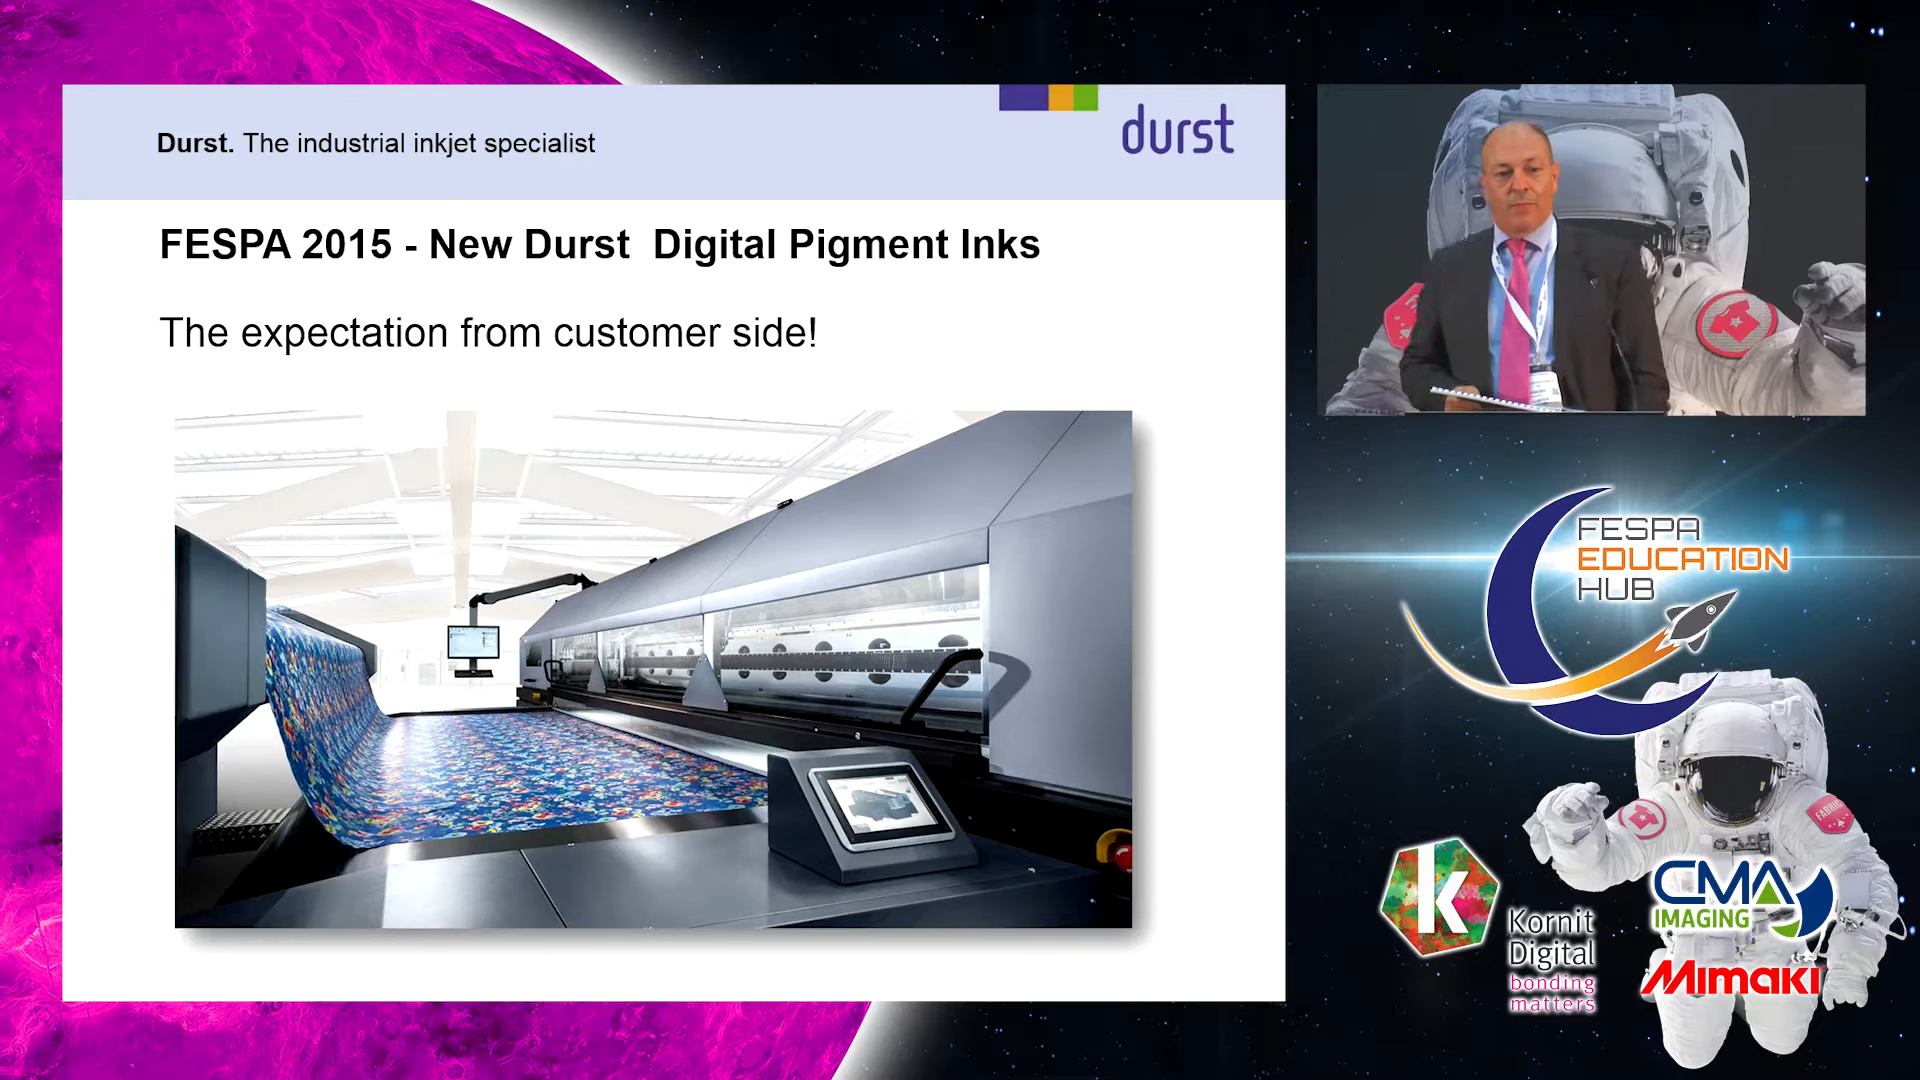 Durst. The industrial inkjet specialist
durst
FESPA 2015 - New Durst  Digital Pigment Inks
The expectation from customer side!
FESPA
EDUCATION
HUB
FABRIC
K
Kornit
Digital
bonding
matters
CMA
IMAGING
Mimaki